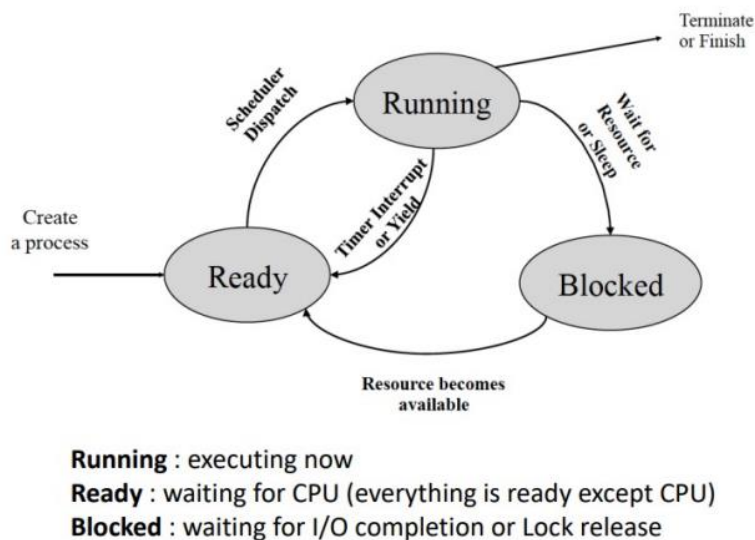 Terminate
or Finish
Running
Scheduler
Dispatch
Wait for
Resource
or Sleep
Timer Interrupt
or Yield
Create
a process
Ready
Blocked
Resource becomes
available
Running : executing now
Ready : waiting for CPU (everything is ready except CPU)
Blocked : waiting for I/O completion or Lock release